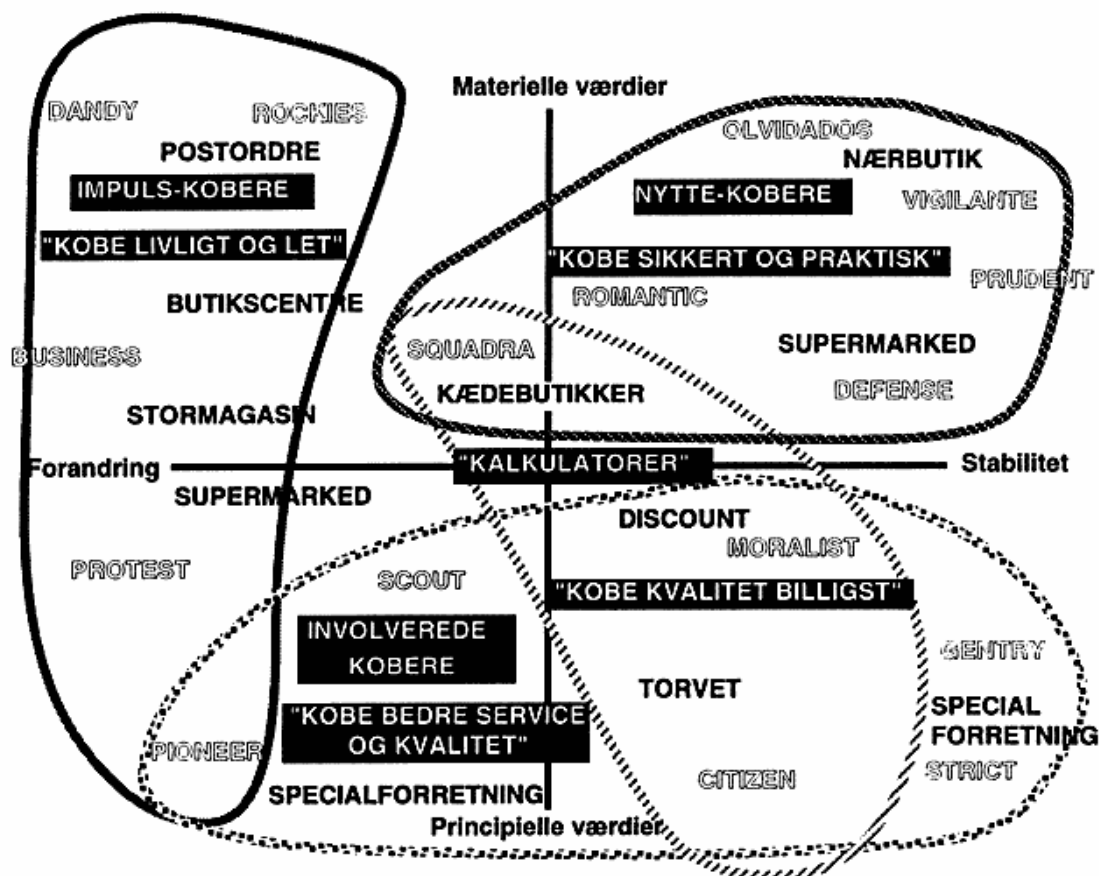 Materielle værdier
DANDY
ROCKIES
OLVIDADOS
POSTORDRE
NÆRBUTIK
IMPULS-KOBERE
NYTTE-KOBERE
VIGILANTE
"KOBE LIVLIGT OG LET"
"KOBE SIKKERT OG PRAKTISK"
PRUDENT
ROMANTIC
BUTIKSCENTRE
BUSINESS
SQUADRA
SUPERMARKED
KÆDEBUTIKKER
DEFENSE
STORMAGASIN
Forandring
"KALKULATORER"
Stabilitet
SUPERMARKED
DISCOUNT
MORALIST
PROTEST
SCOUT
"KOBE KVALITET BILLIGST"
INVOLVEREDE
KOBERE
GENTRY
TORVET
"KOBE BEDRE SERVICE
OG KVALITET"
SPECIAL
FORRETNING
PIONEER
CITIZEN
STRICT
SPECIALFORRETNING
Principielle værdier